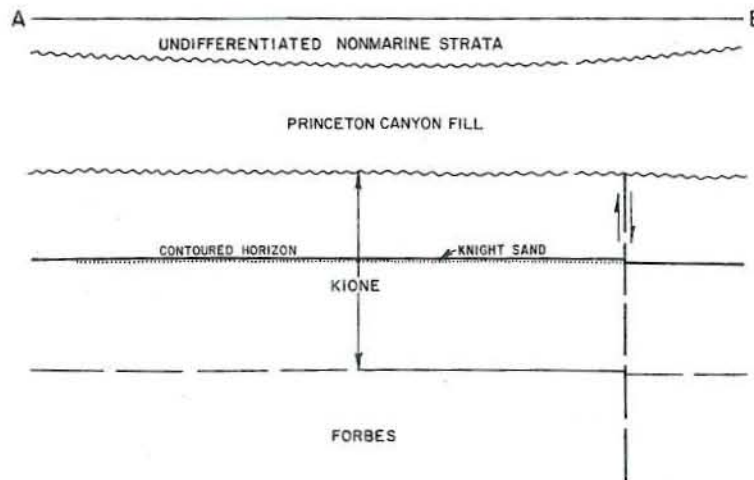 A B
UNDIFFERENTIATED NONMARINE STRATA
PRINCETON CANYON FILL
CONTOURED HORIZON KNIGHT SAND
KIONE
FORBES